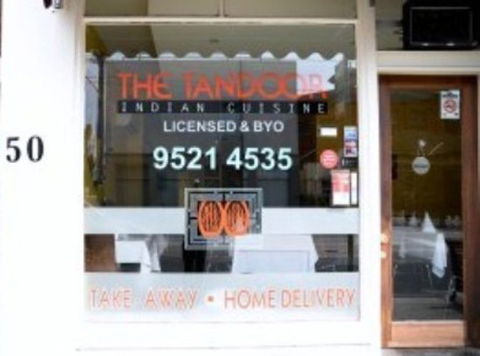 THE TANDOOR
INDIAN CUISINE
LICENSED & BYO
50
9521 4535
TAKE AWAY • HOME DELIVERY